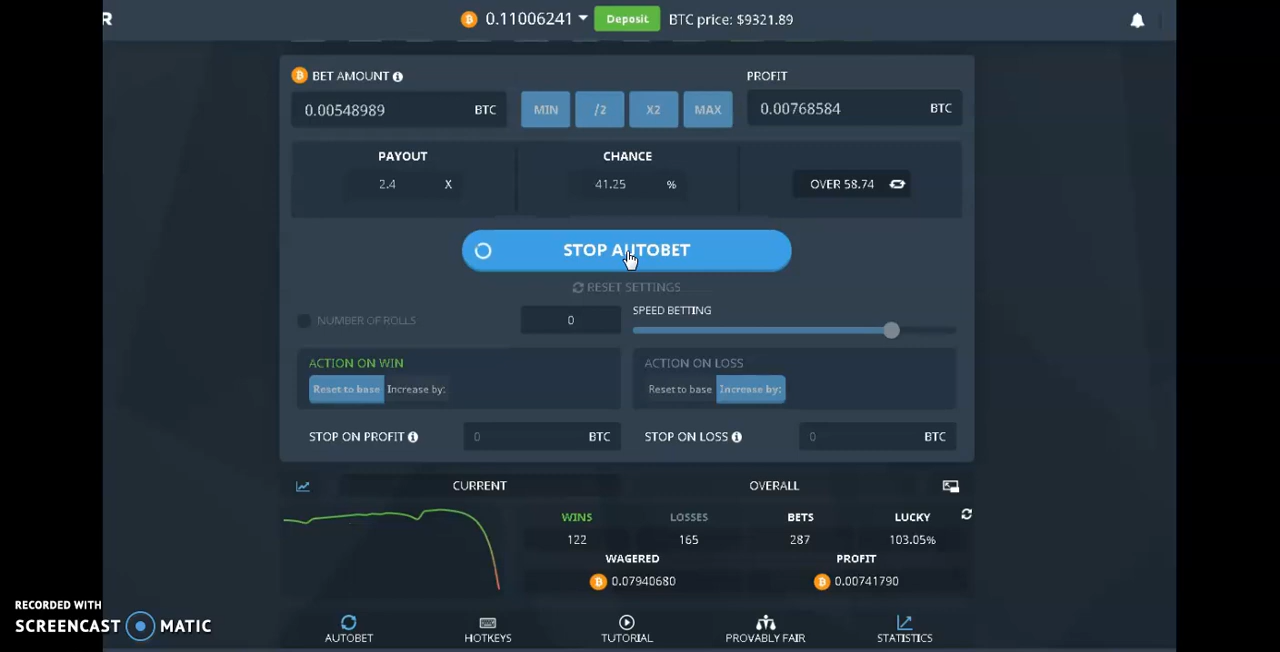 R 0.11006241 Deposit BTC price: $9321.89
BET AMOUNT PROFIT
0.00548989 BTC MIN /2 X2 MAX 0.00768584 BTC
PAYOUT CHANCE
2.4 X 41.25 % OVER 58.74
STOP AUTOBET
RESET SETTINGS
NUMBER OF ROLLS 0 SPEED BETTING
ACTION ON WIN ACTION ON LOSS
Reset to base Increase by: Reset to base Increase by:
STOP ON PROFIT 0 BTC STOP ON LOSS 0 BTC
CURRENT OVERALL
WINS LOSSES BETS LUCKY
122 165 287 103.05%
WAGERED PROFIT
0.07940680 0.00741790
RECORDED WITH
SCREENCAST MATIC
AUTOBET HOTKEYS TUTORIAL PROVABLY FAIR STATISTICS